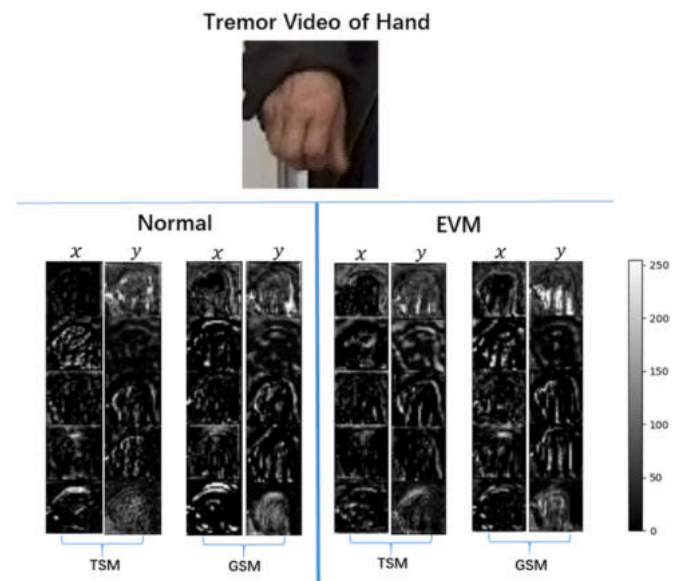 Tremor Video of Hand
Normal
EVM
x y x y x y x y
250
200
150
100
50
0
TSM GSM TSM GSM